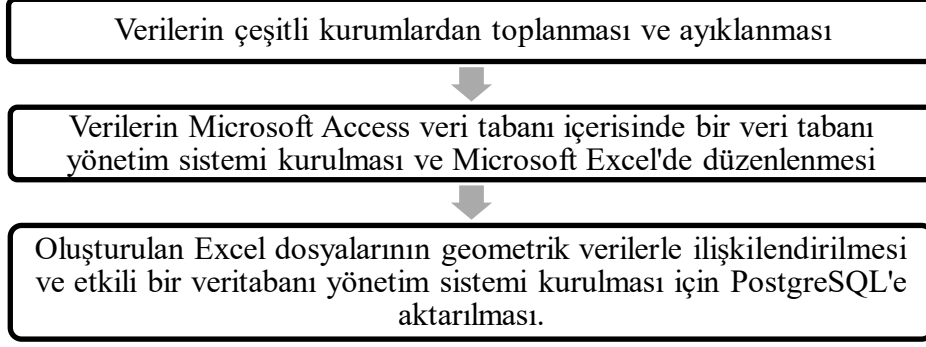 Verilerin çeşitli kurumlardan toplanması ve ayıklanması
Verilerin Microsoft Access veri tabanı içerisinde bir veri tabanı
yönetim sistemi kurulması ve Microsoft Excel'de düzenlenmesi
Oluşturulan Excel dosyalarının geometrik verilerle ilişkilendirilmesi
ve etkili bir veritabanı yönetim sistemi kurulması için PostgreSQL'e
aktarılması.